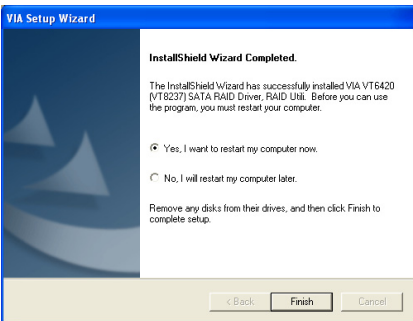 VIA Setup Wizard
InstallShield Wizard Completed.
The InstallShield Wizard has successfully installed VIA VT6420
(VT8237) SATA RAID Driver, RAID Utili. Before you can use
the program, you must restart your computer.
Yes, I want to restart my computer now.
No, I will restart my computer later.
Remove any disks from their drives, and then click Finish to
complete setup.
< Back Finish Cancel